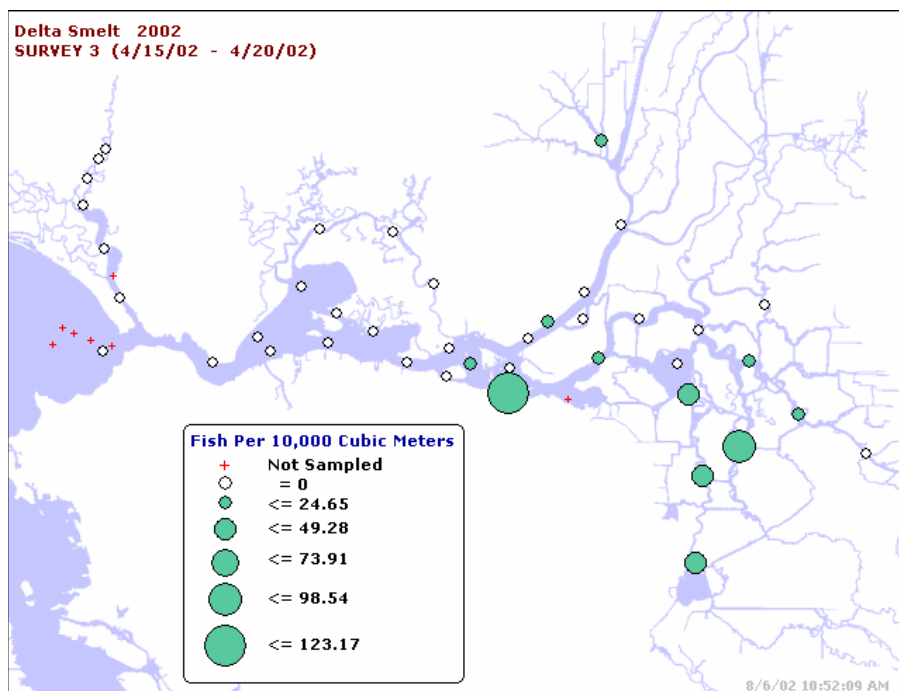 Delta Smelt 2002
SURVEY 3 (4/15/02 - 4/20/02)
Fish Per 10,000 Cubic Meters
Not Sampled
= 0
<= 24.65
<= 49.28
<= 73.91
<= 98.54
<= 123.17
8/6/02 10:52:09 AM